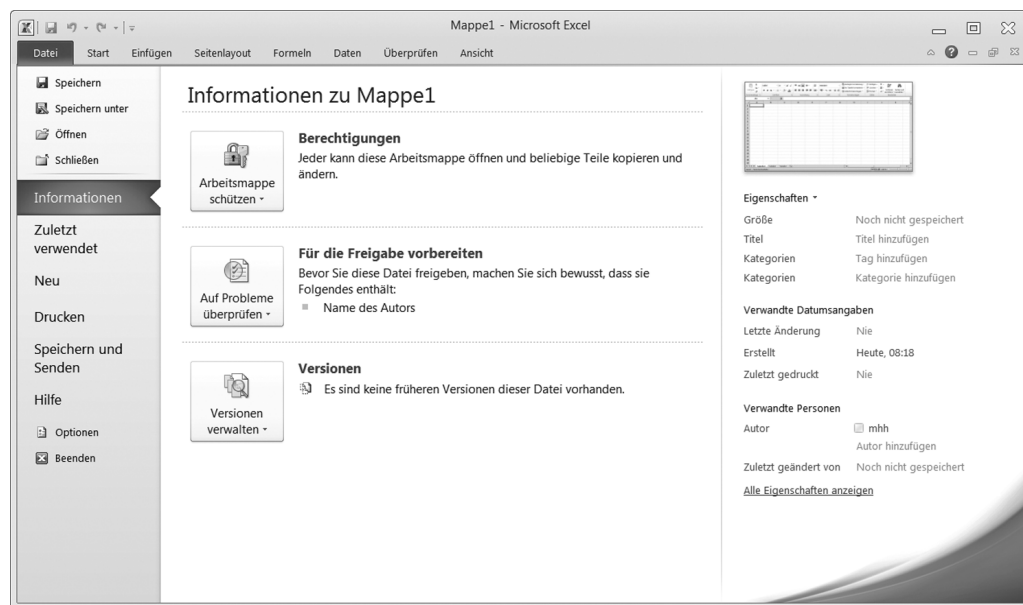 Mappe1 - Microsoft Excel
Datei Start Einfügen Seitenlayout Formeln Daten Überprüfen Ansicht
Speichern
Speichern unter
Öffnen
Schließen
Informationen
Zuletzt
verwendet
Neu
Drucken
Speichern und
Senden
Hilfe
Optionen
Beenden
Informationen zu Mappe1
Arbeitsmappe
schützen
Berechtigungen
Jeder kann diese Arbeitsmappe öffnen und beliebige Teile kopieren und
ändern.
Auf Probleme
überprüfen
Für die Freigabe vorbereiten
Bevor Sie diese Datei freigeben, machen Sie sich bewusst, dass sie
Folgendes enthält:
Name des Autors
Versionen
verwalten
Versionen
Es sind keine früheren Versionen dieser Datei vorhanden.
Eigenschaften
Größe Noch nicht gespeichert
Titel Titel hinzufügen
Kategorien Tag hinzufügen
Kategorien Kategorie hinzufügen
Verwandte Datumsangaben
Letzte Änderung Nie
Erstellt Heute, 08:18
Zuletzt gedruckt Nie
Verwandte Personen
Autor mhh
Autor hinzufügen
Zuletzt geändert von Noch nicht gespeichert
Alle Eigenschaften anzeigen